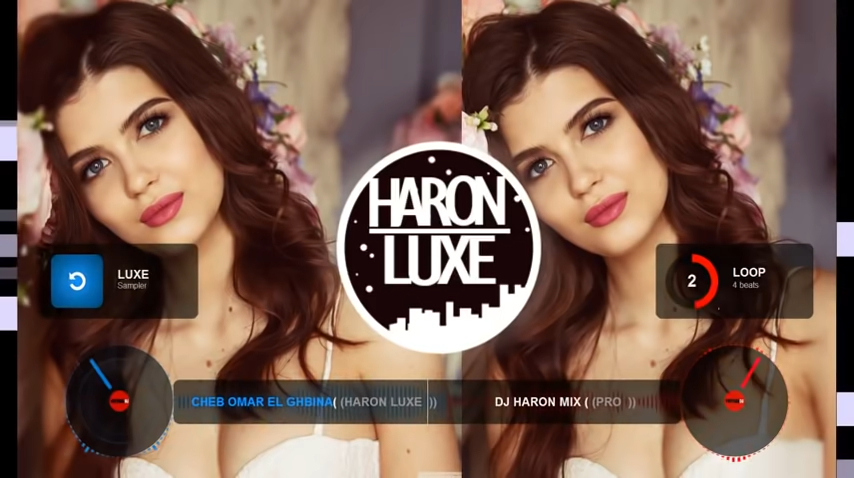 HARON
LUXE
LUXE
Sampler
2
LOOP
4 beats
CHEB OMAR EL GHBINA( (HARON LUXE ))
DJ HARON MIX ( (PRO ))